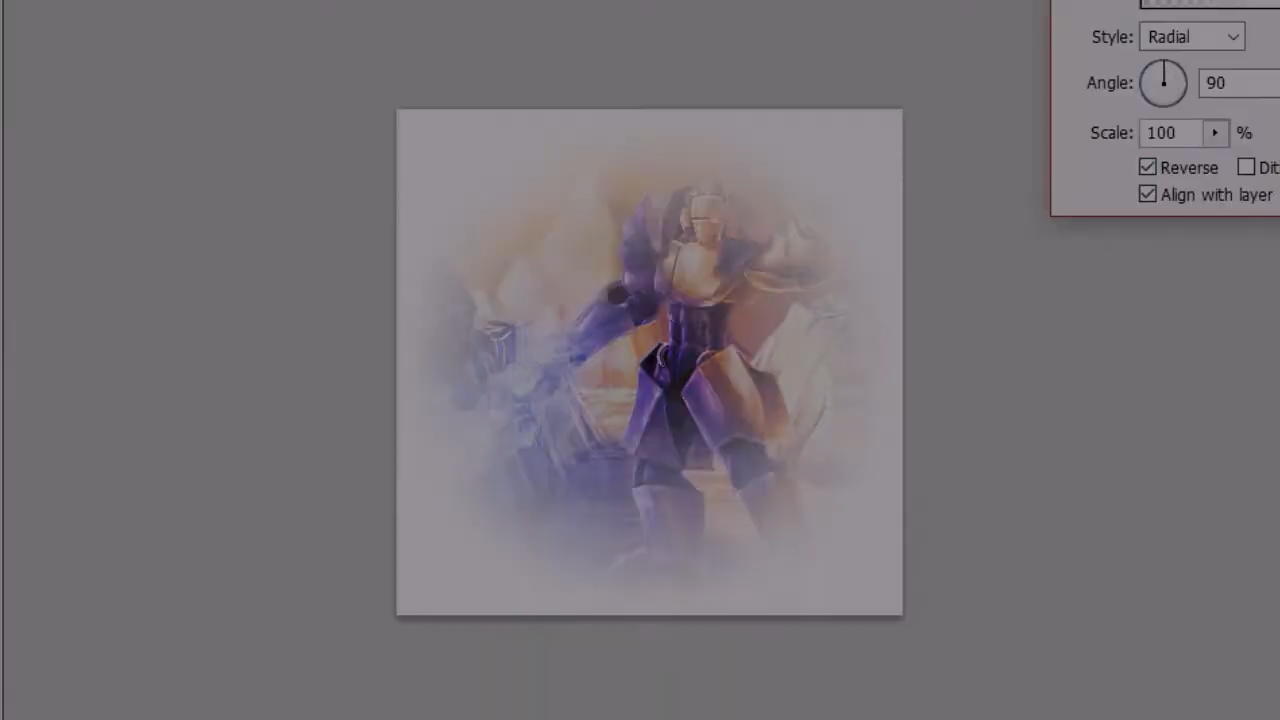 Style: Radial
Angle: 90
Scale: 100 %
Reverse
Align with layer